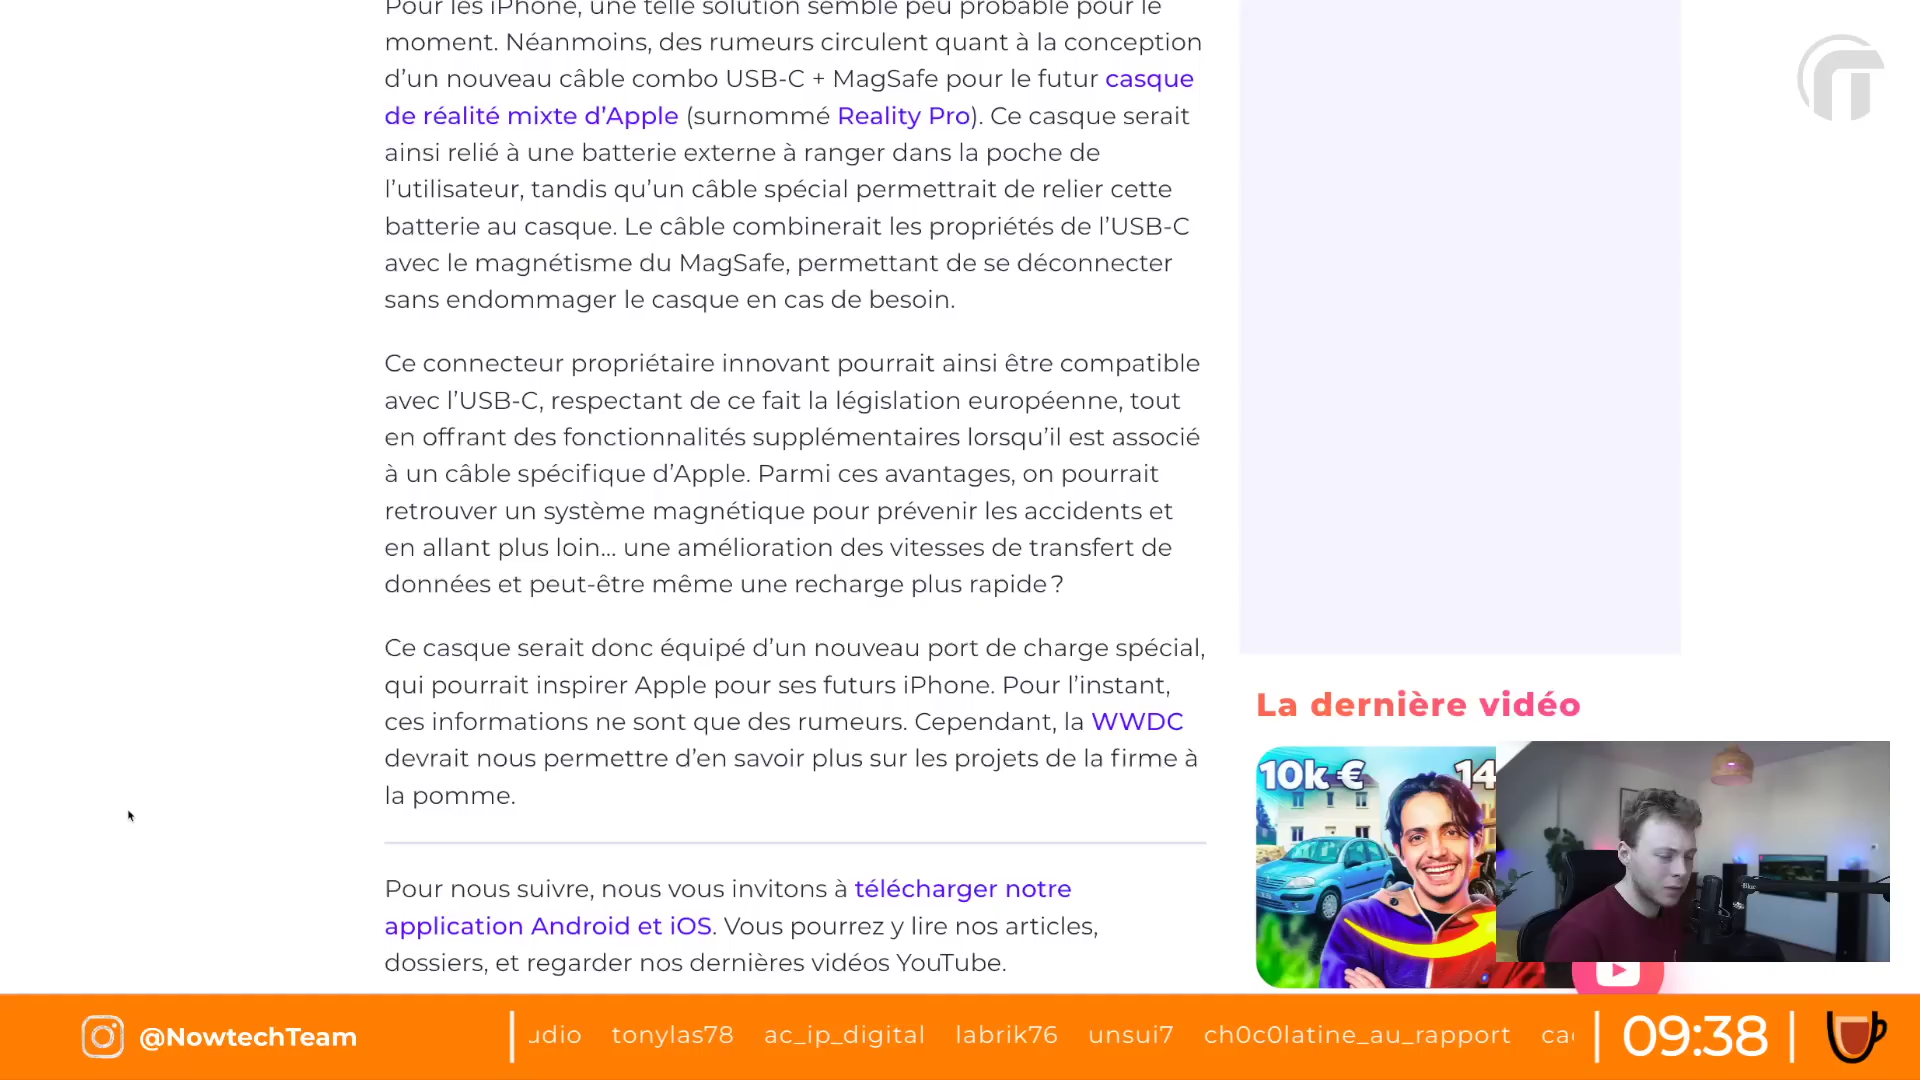 Pour les iPhone, une telle solution semble peu probable pour le
moment. Néanmoins, des rumeurs circulent quant à la conception
d’un nouveau câble combo USB-C + MagSafe pour le futur casque
de réalité mixte d’Apple (surnommé Reality Pro). Ce casque serait
ainsi relié à une batterie externe à ranger dans la poche de
l’utilisateur, tandis qu’un câble spécial permettrait de relier cette
batterie au casque. Le câble combinerait les propriétés de l’USB-C
avec le magnétisme du MagSafe, permettant de se déconnecter
sans endommager le casque en cas de besoin.
Ce connecteur propriétaire innovant pourrait ainsi être compatible
avec l’USB-C, respectant de ce fait la législation européenne, tout
en offrant des fonctionnalités supplémentaires lorsqu’il est associé
à un câble spécifique d’Apple. Parmi ces avantages, on pourrait
retrouver un système magnétique pour prévenir les accidents et
en allant plus loin… une amélioration des vitesses de transfert de
données et peut-être même une recharge plus rapide ?
Ce casque serait donc équipé d’un nouveau port de charge spécial,
qui pourrait inspirer Apple pour ses futurs iPhone. Pour l’instant,
ces informations ne sont que des rumeurs. Cependant, la WWDC
devrait nous permettre d’en savoir plus sur les projets de la firme à
la pomme.
Pour nous suivre, nous vous invitons à télécharger notre
application Android et iOS. Vous pourrez y lire nos articles,
dossiers, et regarder nos dernières vidéos YouTube.
La dernière vidéo
10k € 14
@NowtechTeam
udio tonylas78 ac_ip_digital labrik76 unsui7 ch0c0latine_au_rapport ca
09:38